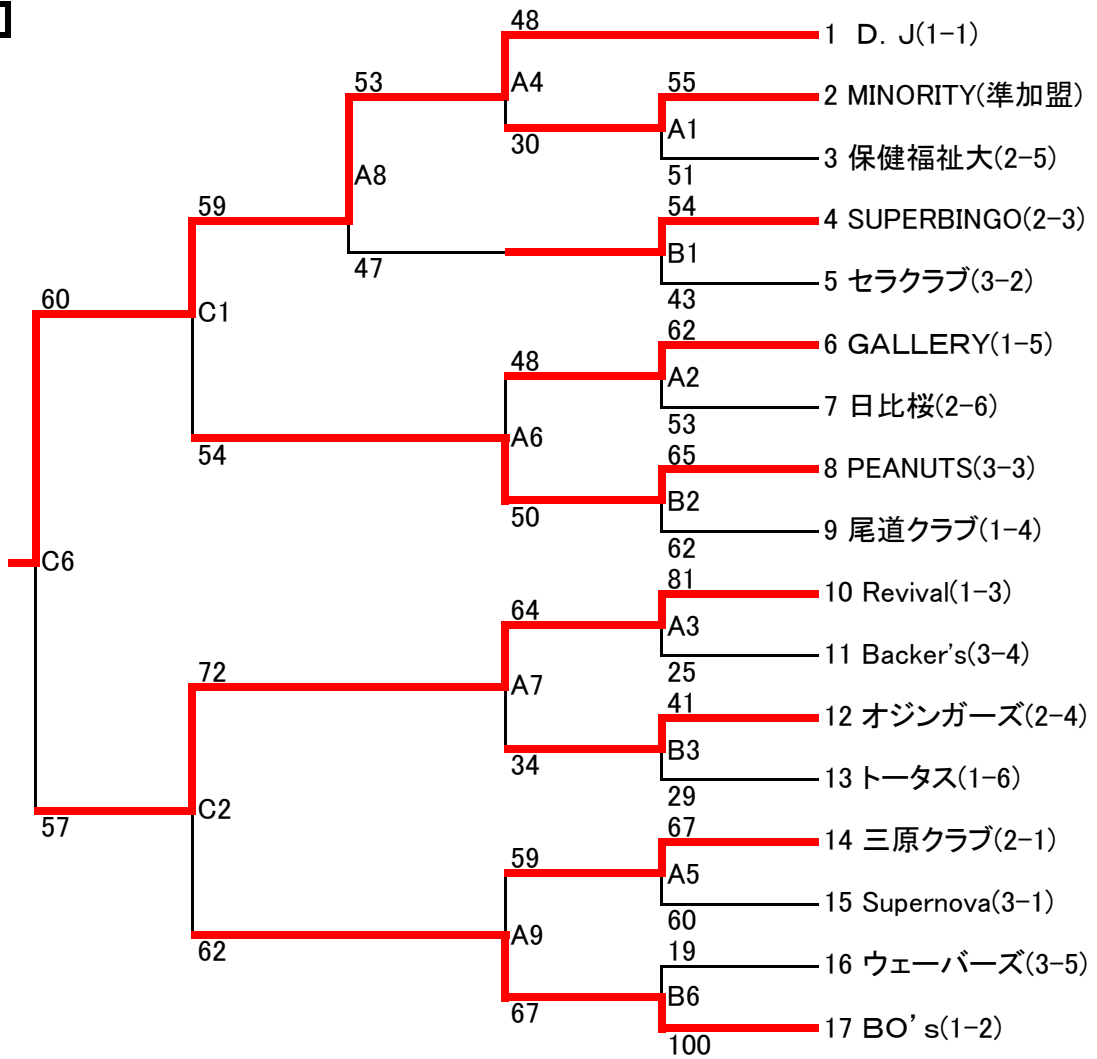 48
1 D. J(1-1)
53
A4
55
2 MINORITY(準加盟)
30
A1
51
3 保健福祉大(2-5)
A8
59
54
4 SUPERBINGO(2-3)
47
B1
43
5 セラクラブ(3-2)
60
C1
62
6 GALLERY(1-5)
48
A2
53
7 日比桜(2-6)
54
A6
65
8 PEANUTS(3-3)
50
B2
62
9 尾道クラブ(1-4)
C6
81
10 Revival(1-3)
64
A3
25
11 Backer's(3-4)
72
A7
41
12 オジンガーズ(2-4)
34
B3
29
13 トータス(1-6)
57
C2
67
14 三原クラブ(2-1)
59
A5
60
15 Supernova(3-1)
62
A9
19
16 ウェーバーズ(3-5)
67
B6
100
17 BO's(1-2)